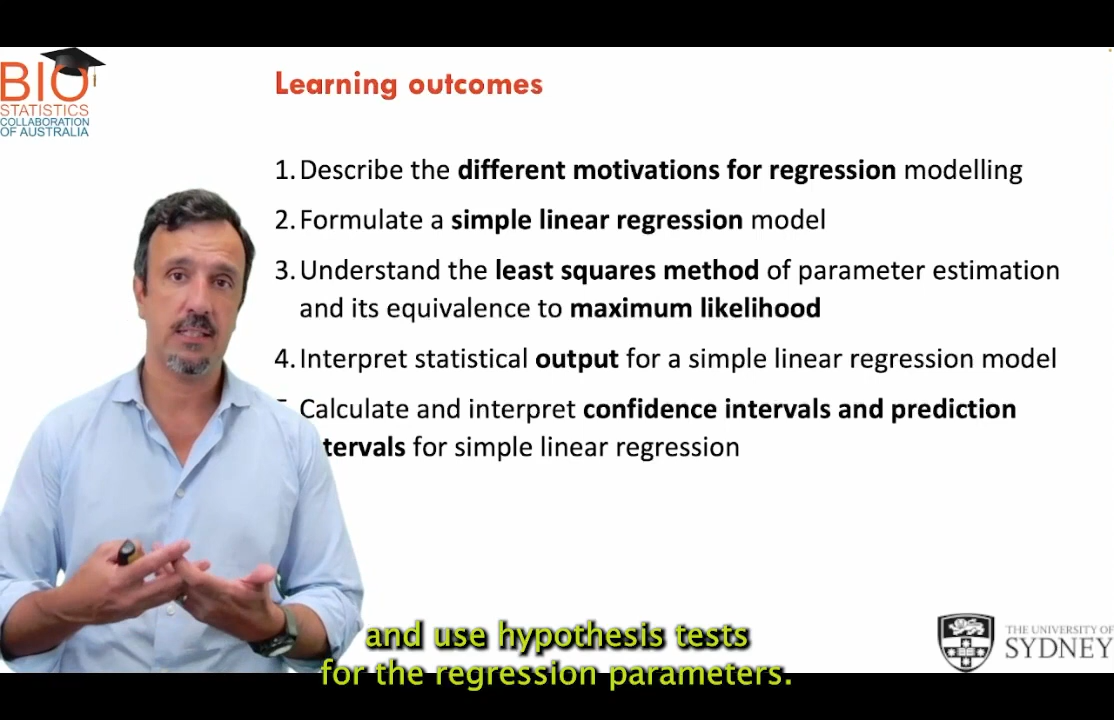 BIO
STATISTICS
COLLABORATION
OF AUSTRALIA
Learning outcomes
1. Describe the different motivations for regression modelling
2. Formulate a simple linear regression model
3. Understand the least squares method of parameter estimation
and its equivalence to maximum likelihood
4. Interpret statistical output for a simple linear regression model
Calculate and interpret confidence intervals and prediction
tervals for simple linear regression
and use hypothesis tests
for the regression parameters.
THE UNIVERSITY OF
SYDNEY